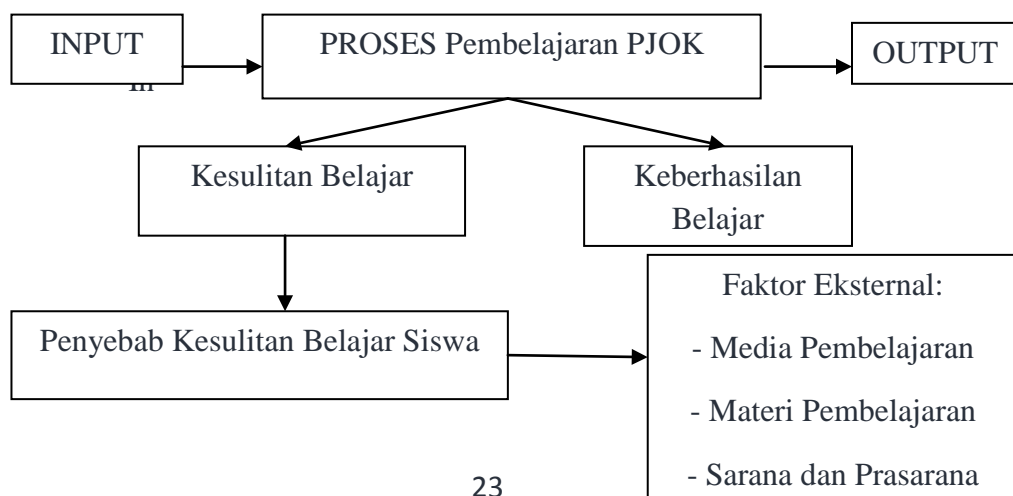 INPUT
PROSES Pembelajaran PJOK
OUTPUT
Kesulitan Belajar
Keberhasilan
Belajar
Penyebab Kesulitan Belajar Siswa
Faktor Eksternal:
- Media Pembelajaran
- Materi Pembelajaran
- Sarana dan Prasarana
23